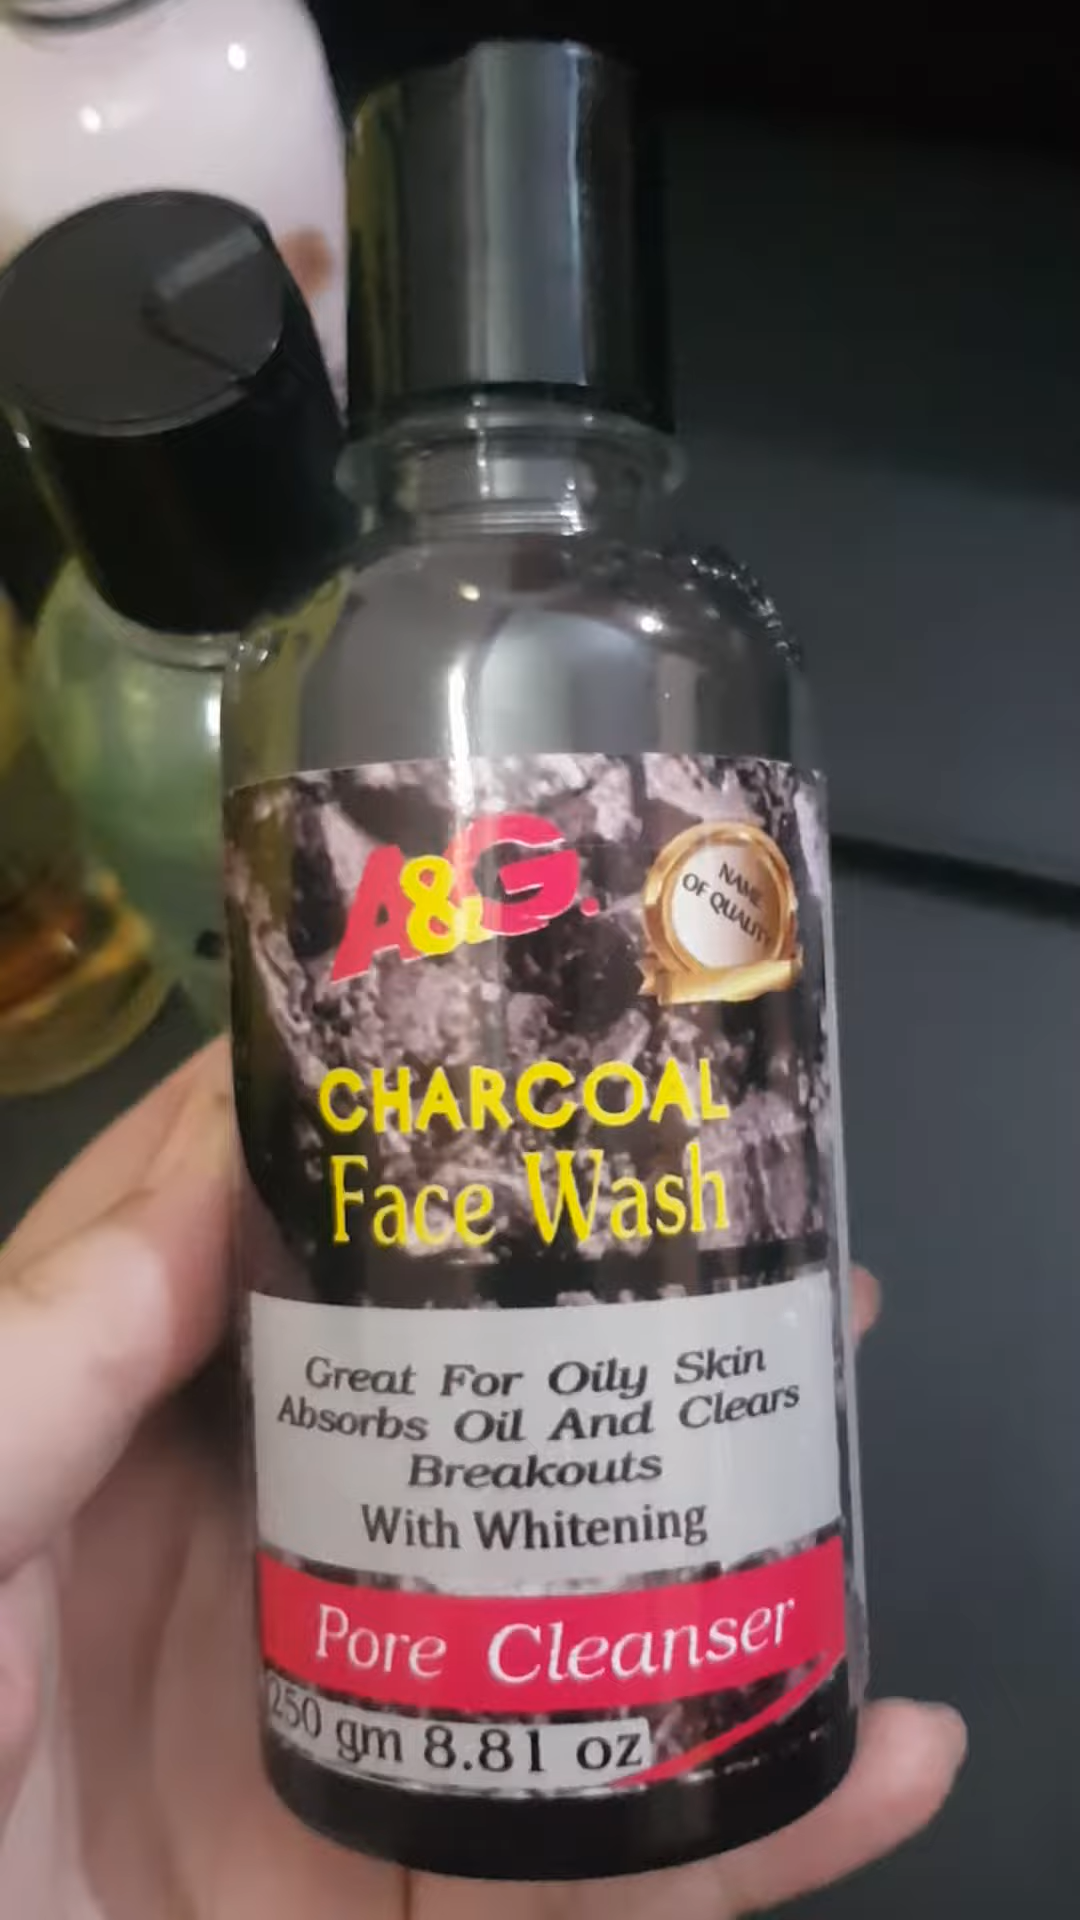 A&G.
NAME
OF QUALITY
CHARCOAL
Face Wash
Great For Oily Skin
Absorbs Oil And Clears
Breakouts
With Whitening
Pore Cleanser
250 gm 8.81 oz